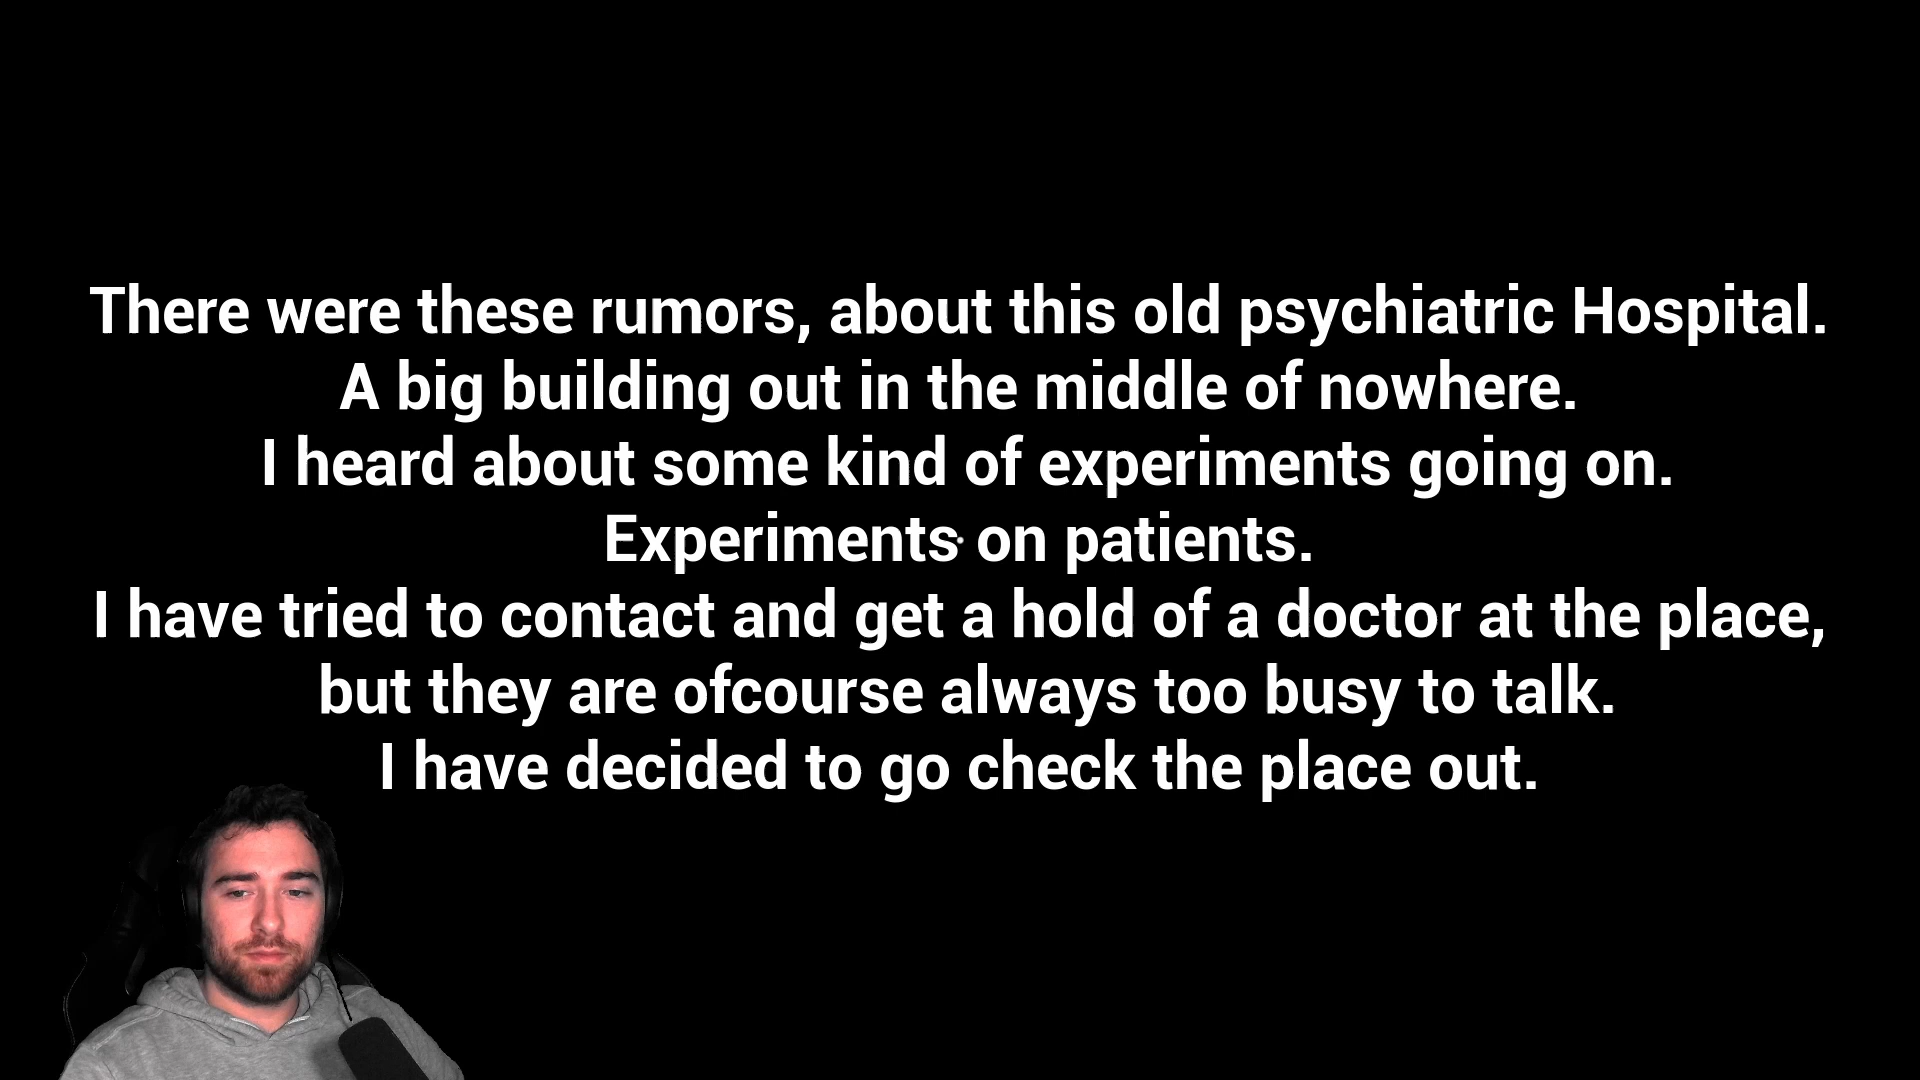 There were these rumors, about this old psychiatric Hospital.
A big building out in the middle of nowhere.
I heard about some kind of experiments going on.
Experiments on patients.
I have tried to contact and get a hold of a doctor at the place,
but they are ofcourse always too busy to talk.
I have decided to go check the place out.